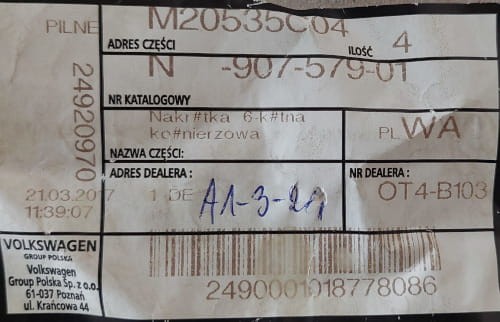 PILNE
M20535C04
ADRES CZĘŚCI
ILOŚĆ 4
N -907-579-01
NR KATALOGOWY
24920970
Nakr#tka 6-k#tna
ko#nierzowa
PL WA
NAZWA CZĘŚCI:
ADRES DEALERA :
NR DEALERA :
21.03.2017
11:39:07
1 DE
A1-3-21
OT4-B103
VOLKSWAGEN
GROUP POLSKA
Volkswagen
Group Polska Sp. z o.o.
61-037 Poznań
ul. Krańcowa 44
2490001018778086